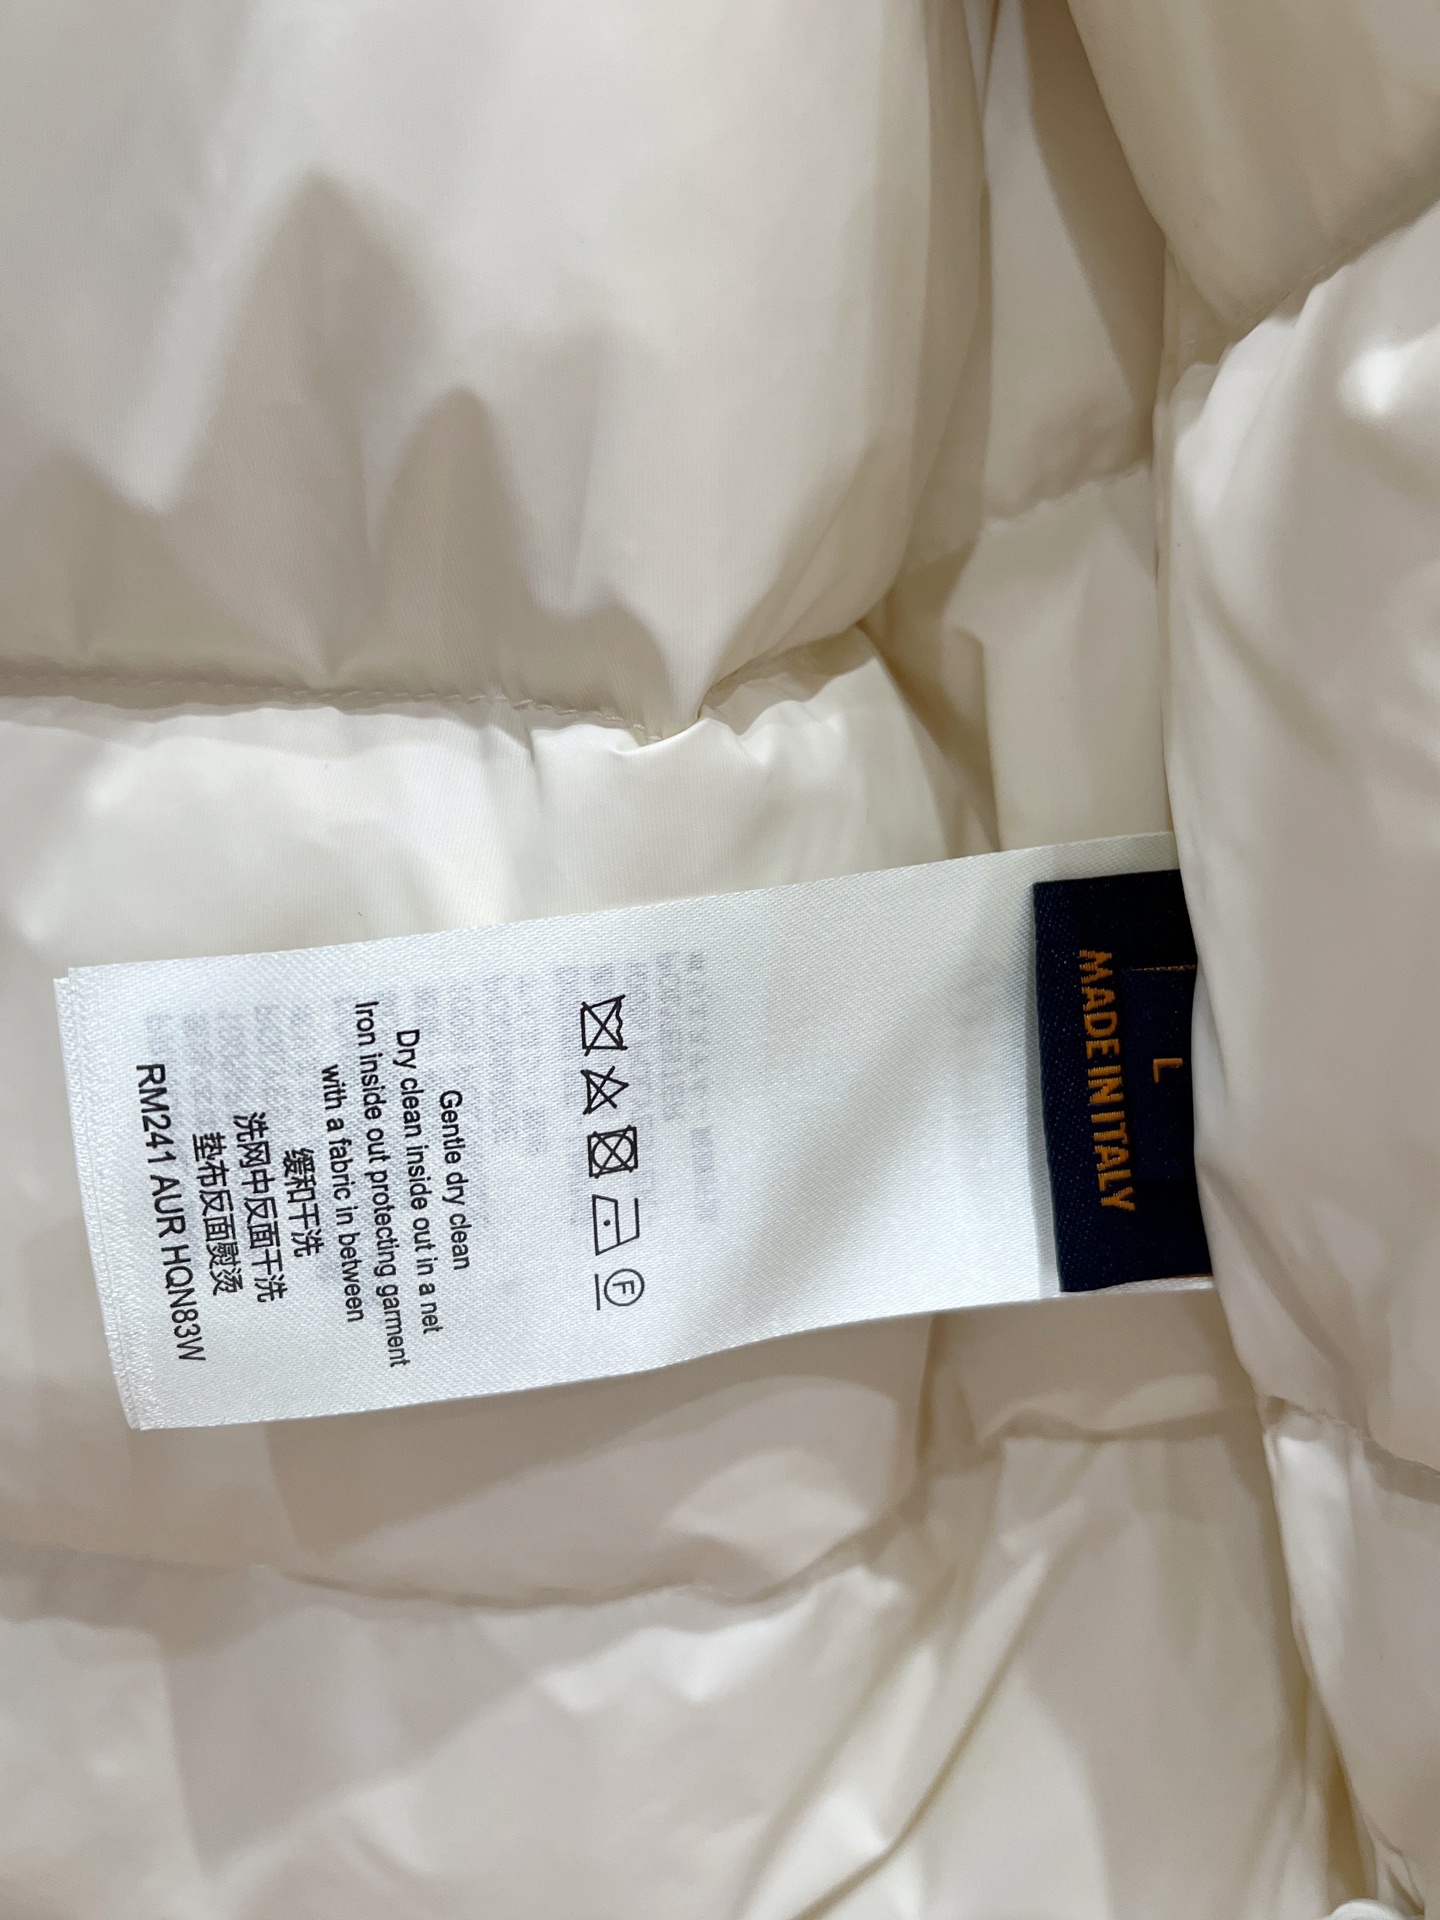 MADE IN ITALY
L
F
Gentle dry clean
Dry clean inside out in a net
Iron inside out protecting garment
with a fabric in between
缓和干洗
洗网中反面干洗
垫布反面熨烫
RM241 AUR HQN83W